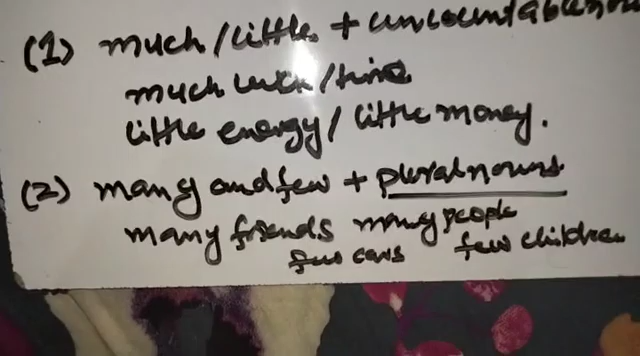 (1) much / little + uncountable nou
much luck / time
little energy / little money.
(2) many and few + plural nouns
many friends many people
few cars few children